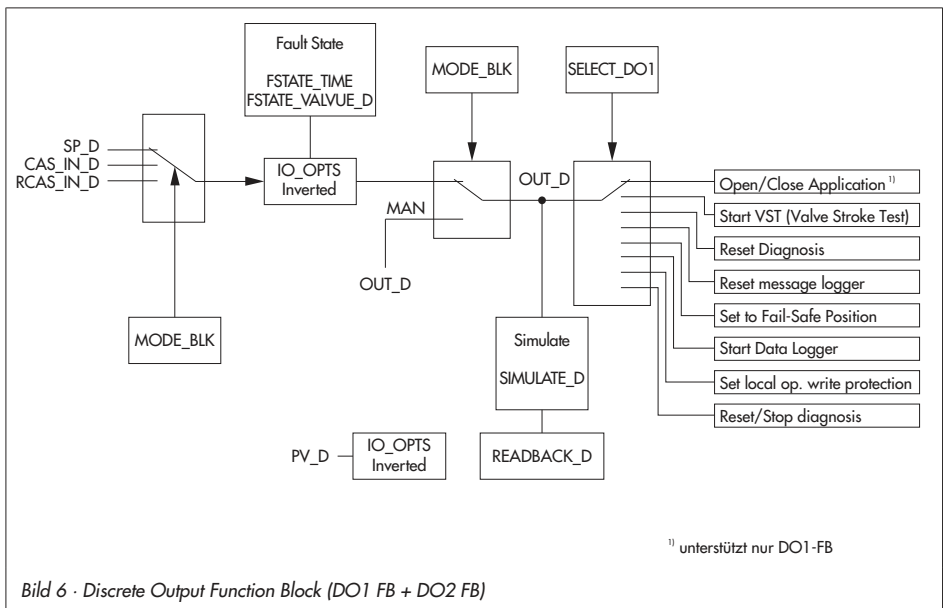 Fault State
FSTATE_TIME
FSTATE_VALVUE_D
MODE_BLK
SELECT_DO1
SP_D
CAS_IN_D
RCAS_IN_D
IO_OPTS
Inverted
MAN
OUT_D
OUT_D
Open/Close Application 1)
Start VST (Valve Stroke Test)
Reset Diagnosis
Reset message logger
Set to Fail-Safe Position
Start Data Logger
Set local op. write protection
Reset/Stop diagnosis
MODE_BLK
Simulate
SIMULATE_D
PV_D
IO_OPTS
Inverted
READBACK_D
1) unterstützt nur DO1-FB
Bild 6 · Discrete Output Function Block (DO1 FB + DO2 FB)